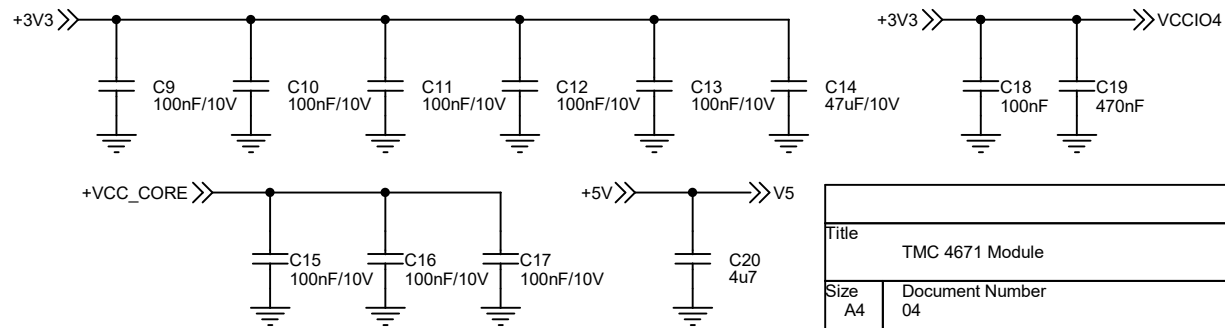 +3V3
+3V3
VCCIO4
C9
100nF/10V
C10
100nF/10V
C11
100nF/10V
C12
100nF/10V
C13
100nF/10V
C14
47uF/10V
C18
100nF
C19
470nF
+VCC_CORE
+5V
V5
C15
100nF/10V
C16
100nF/10V
C17
100nF/10V
C20
4u7
Title
TMC 4671 Module
Size
A4
Document Number
04